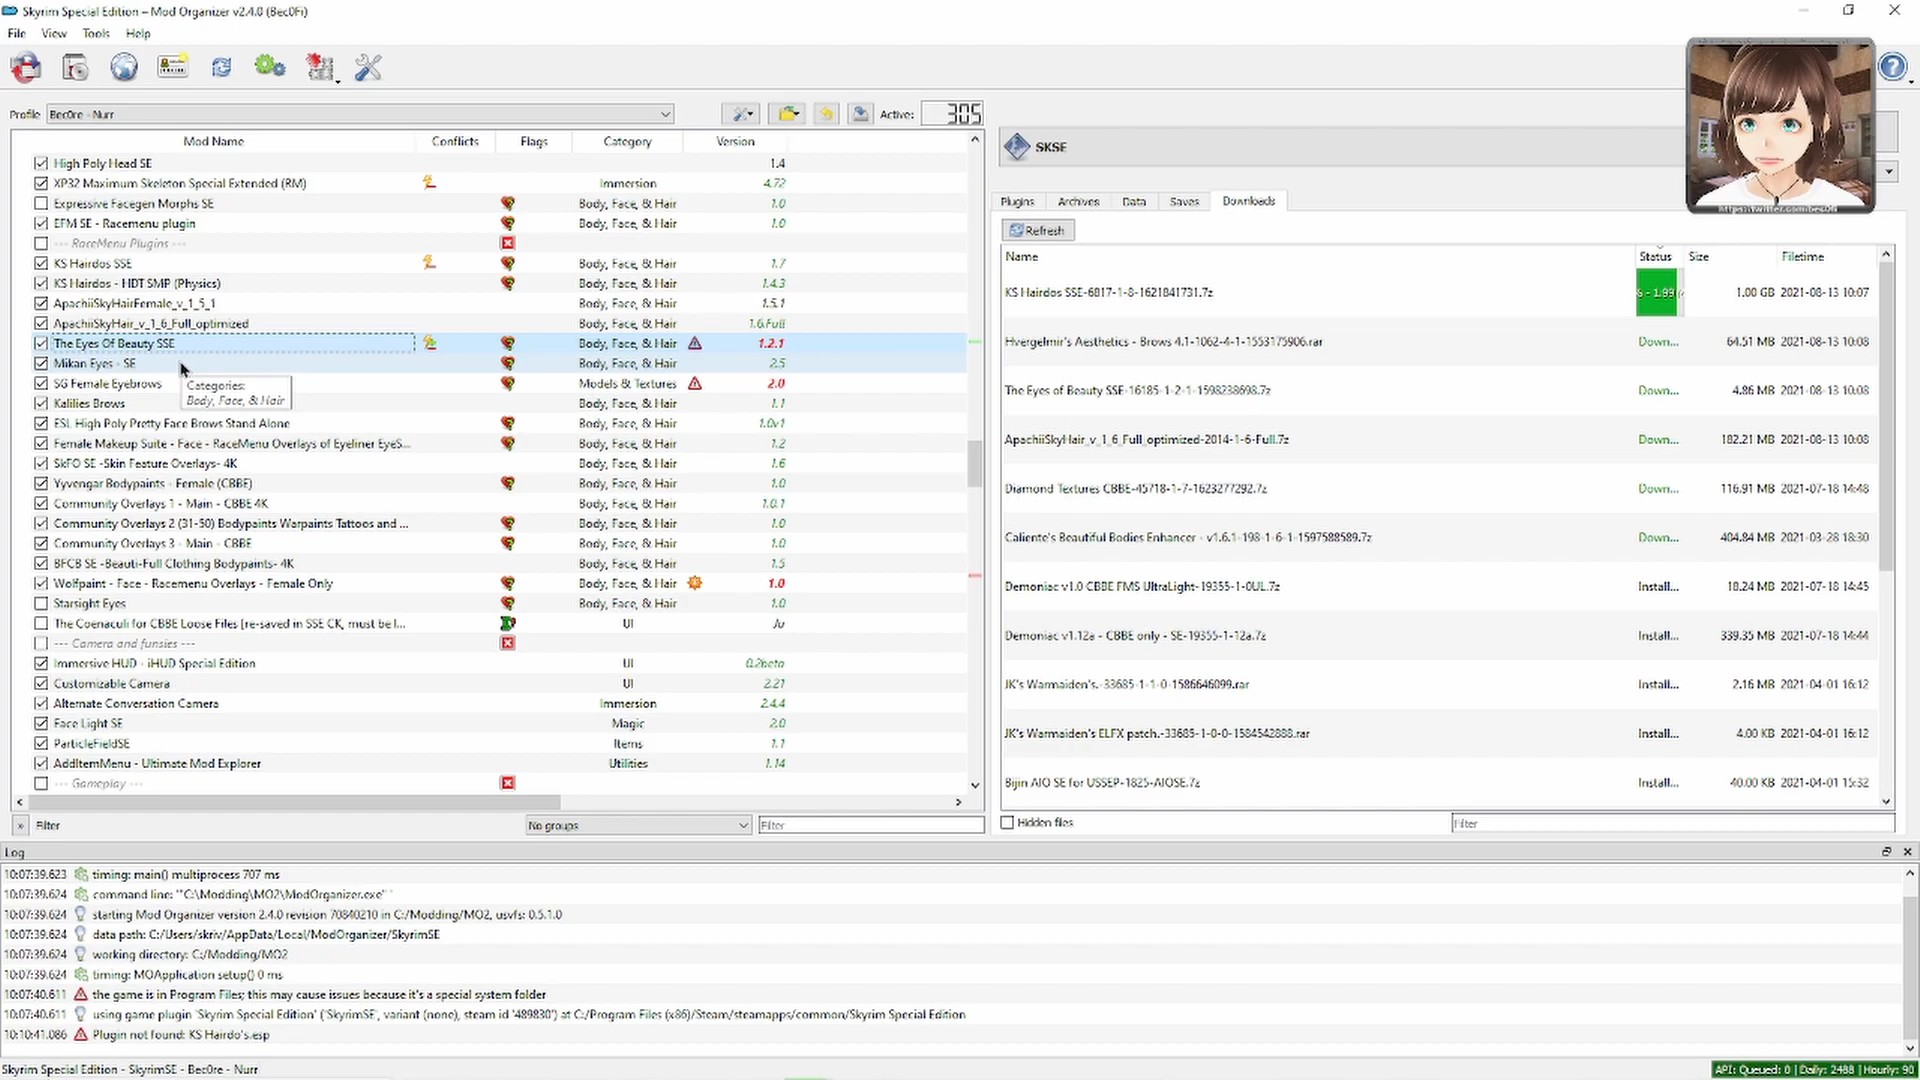 Skyrim Special Edition – Mod Organizer v2.4.0 (Bec0Fi)
File View Tools Help
Profile Bec0re - Nurr Active: 305
Mod Name Conflicts Flags Category Version
High Poly Head SE 1.4
XP32 Maximum Skeleton Special Extended (RM) Immersion 4.72
Expressive Facegen Morphs SE Body, Face, & Hair 1.0
EFM SE - Racemenu plugin Body, Face, & Hair 1.0
--- RaceMenu Plugins ---
KS Hairdos SSE Body, Face, & Hair 1.7
KS Hairdos - HDT SMP (Physics) Body, Face, & Hair 1.4.3
ApachiiSkyHairFemale_v_1_5_1 Body, Face, & Hair 1.5.1
ApachiiSkyHair_v_1_6_Full_optimized Body, Face, & Hair 1.6.Full
The Eyes Of Beauty SSE Body, Face, & Hair 1.2.1
Mikan Eyes - SE Body, Face, & Hair 2.5
SG Female Eyebrows Models & Textures 2.0
Categories:
Body, Face, & Hair
Kalilies Brows Body, Face, & Hair 1.1
ESL High Poly Pretty Face Brows Stand Alone Body, Face, & Hair 1.0v1
Female Makeup Suite - Face - RaceMenu Overlays of Eyeliner EyeS... Body, Face, & Hair 1.2
SkFO SE -Skin Feature Overlays- 4K Body, Face, & Hair 1.6
Yyvengar Bodypaints - Female (CBBE) Body, Face, & Hair 1.0
Community Overlays 1 - Main - CBBE 4K Body, Face, & Hair 1.0.1
Community Overlays 2 (31-50) Bodypaints Warpaints Tattoos and ... Body, Face, & Hair 1.0
Community Overlays 3 - Main - CBBE Body, Face, & Hair 1.0
BFCB SE -Beauti-Full Clothing Bodypaints- 4K Body, Face, & Hair 1.5
Wolfpaint - Face - Racemenu Overlays - Female Only Body, Face, & Hair 1.0
Starsight Eyes Body, Face, & Hair 1.0
The Coenaculi for CBBE Loose Files [re-saved in SSE CK, must be l... UI Ju
--- Camera and funsies ---
Immersive HUD - iHUD Special Edition UI 0.2beta
Customizable Camera UI 2.21
Alternate Conversation Camera Immersion 2.4.4
Face Light SE Magic 2.0
ParticleFieldSE Items 1.1
AddItemMenu - Ultimate Mod Explorer Utilities 1.14
--- Gameplay ---
» Filter No groups Filter
SKSE
https://twitter.com/bec0fi
Plugins Archives Data Saves Downloads
Refresh
Name Status Size Filetime
KS Hairdos SSE-6817-1-8-1621841731.7z 1.00 GB 2021-08-13 10:07
Hvergelmir's Aesthetics - Brows 4.1-1062-4-1-1553175906.rar Down... 64.51 MB 2021-08-13 10:08
The Eyes of Beauty SSE-16185-1-2-1-1598238698.7z Down... 4.86 MB 2021-08-13 10:08
ApachiiSkyHair_v_1_6_Full_optimized-2014-1-6-Full.7z Down... 182.21 MB 2021-08-13 10:08
Diamond Textures CBBE-45718-1-7-1623277292.7z Down... 116.91 MB 2021-07-18 14:48
Caliente's Beautiful Bodies Enhancer - v1.6.1-198-1-6-1-1597588589.7z Down... 404.84 MB 2021-03-28 18:30
Demoniac v1.0 CBBE FMS UltraLight-19355-1-0UL.7z Install... 18.24 MB 2021-07-18 14:45
Demoniac v1.12a - CBBE only - SE-19355-1-12a.7z Install... 339.35 MB 2021-07-18 14:44
JK's Warmaiden's.-33685-1-1-0-1586646099.rar Install... 2.16 MB 2021-04-01 16:12
JK's Warmaiden's ELFX patch.-33685-1-0-0-1584542888.rar Install... 4.00 KB 2021-04-01 16:12
Bijin AIO SE for USSEP-1825-AIOSE.7z Install... 40.00 KB 2021-04-01 15:32
Hidden files Filter
Log
10:07:39.623 timing: main() multiprocess 707 ms
10:07:39.624 command line: '"C:\Modding\MO2\ModOrganizer.exe" '
10:07:39.624 starting Mod Organizer version 2.4.0 revision 70840210 in C:/Modding/MO2, usvfs: 0.5.1.0
10:07:39.624 data path: C:/Users/skriv/AppData/Local/ModOrganizer/SkyrimSE
10:07:39.624 working directory: C:/Modding/MO2
10:07:39.624 timing: MOApplication setup() 0 ms
10:07:40.611 the game is in Program Files; this may cause issues because it's a special system folder
10:07:40.611 using game plugin 'Skyrim Special Edition' ('SkyrimSE', variant (none), steam id '489830') at C:/Program Files (x86)/Steam/steamapps/common/Skyrim Special Edition
10:10:41.086 Plugin not found: KS Hairdo's.esp
Skyrim Special Edition - SkyrimSE - Bec0re - Nurr API: Queued: 0 | Daily: 2488 | Hourly: 90